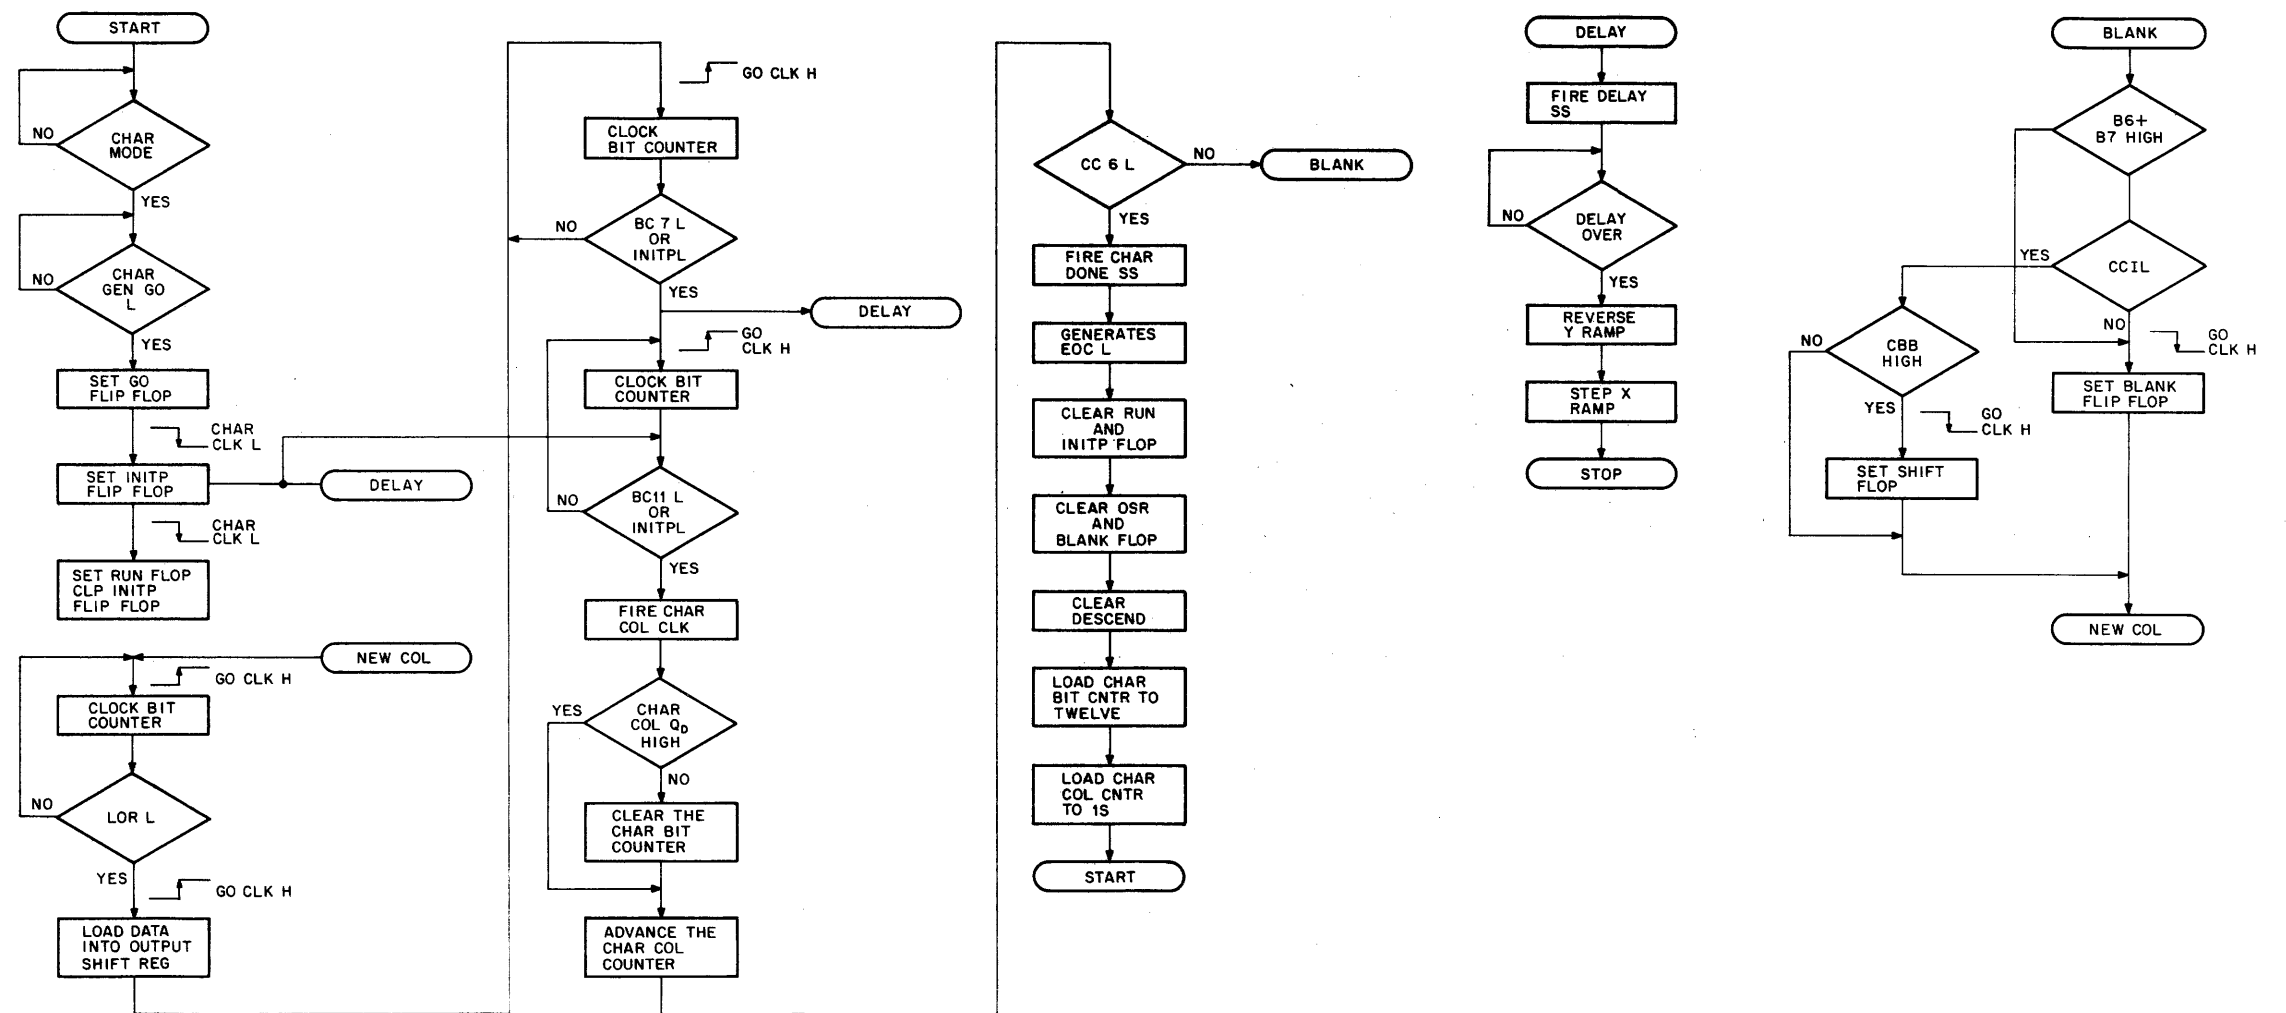 START
CHAR
MODE
NO
YES
CHAR
GEN GO
L
NO
YES
SET GO
FLIP FLOP
CHAR
CLK L
SET INITP
FLIP FLOP
DELAY
CHAR
CLK L
SET RUN FLOP
CLP INITP
FLIP FLOP
NEW COL
GO CLK H
CLOCK BIT
COUNTER
LOR L
NO
YES
GO CLK H
LOAD DATA
INTO OUTPUT
SHIFT REG
GO CLK H
CLOCK
BIT COUNTER
BC 7 L
OR
INITPL
NO
YES
DELAY
GO
CLK H
CLOCK BIT
COUNTER
BC11 L
OR
INITPL
NO
YES
FIRE CHAR
COL CLK
CHAR
COL QD
HIGH
YES
NO
CLEAR THE
CHAR BIT
COUNTER
ADVANCE THE
CHAR COL
COUNTER
CC 6 L
NO
BLANK
YES
FIRE CHAR
DONE SS
GENERATES
EOC L
CLEAR RUN
AND
INITP FLOP
CLEAR OSR
AND
BLANK FLOP
CLEAR
DESCEND
LOAD CHAR
BIT CNTR TO
TWELVE
LOAD CHAR
COL CNTR
TO 1S
START
DELAY
FIRE DELAY
SS
DELAY
OVER
NO
YES
REVERSE
Y RAMP
STEP X
RAMP
STOP
BLANK
B6+
B7 HIGH
CCIL
YES
NO
GO
CLK H
CBB
HIGH
NO
YES
GO
CLK H
SET SHIFT
FLOP
SET BLANK
FLIP FLOP
NEW COL